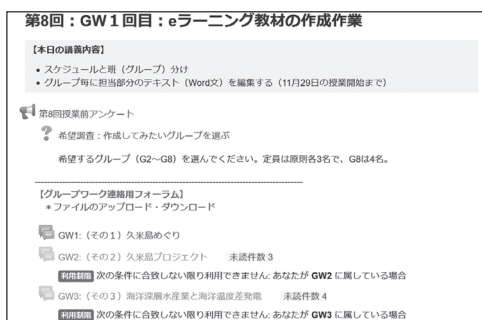 第8回：GW１回目：eラーニング教材の作成作業
【本日の講義内容】
• スケジュールと班（グループ）分け
• グループ毎に担当部分のテキスト（Word文）を編集する（11月29日の授業開始まで）
第8回授業前アンケート
希望調査：作成してみたいグループを選ぶ
希望するグループ（G2～G8）を選んでください。定員は原則各3名で、G8は4名。
【グループワーク連絡用フォーラム】
＊ファイルのアップロード・ダウンロード
GW1:（その１）久米島めぐり
GW2:（その２）久米島プロジェクト　未読件数 3
利用制限 次の条件に合致しない限り利用できません: あなたが GW2 に属している場合
GW3:（その３）海洋深層水産業と海洋温度差発電　未読件数 4
利用制限 次の条件に合致しない限り利用できません: あなたが GW3 に属している場合